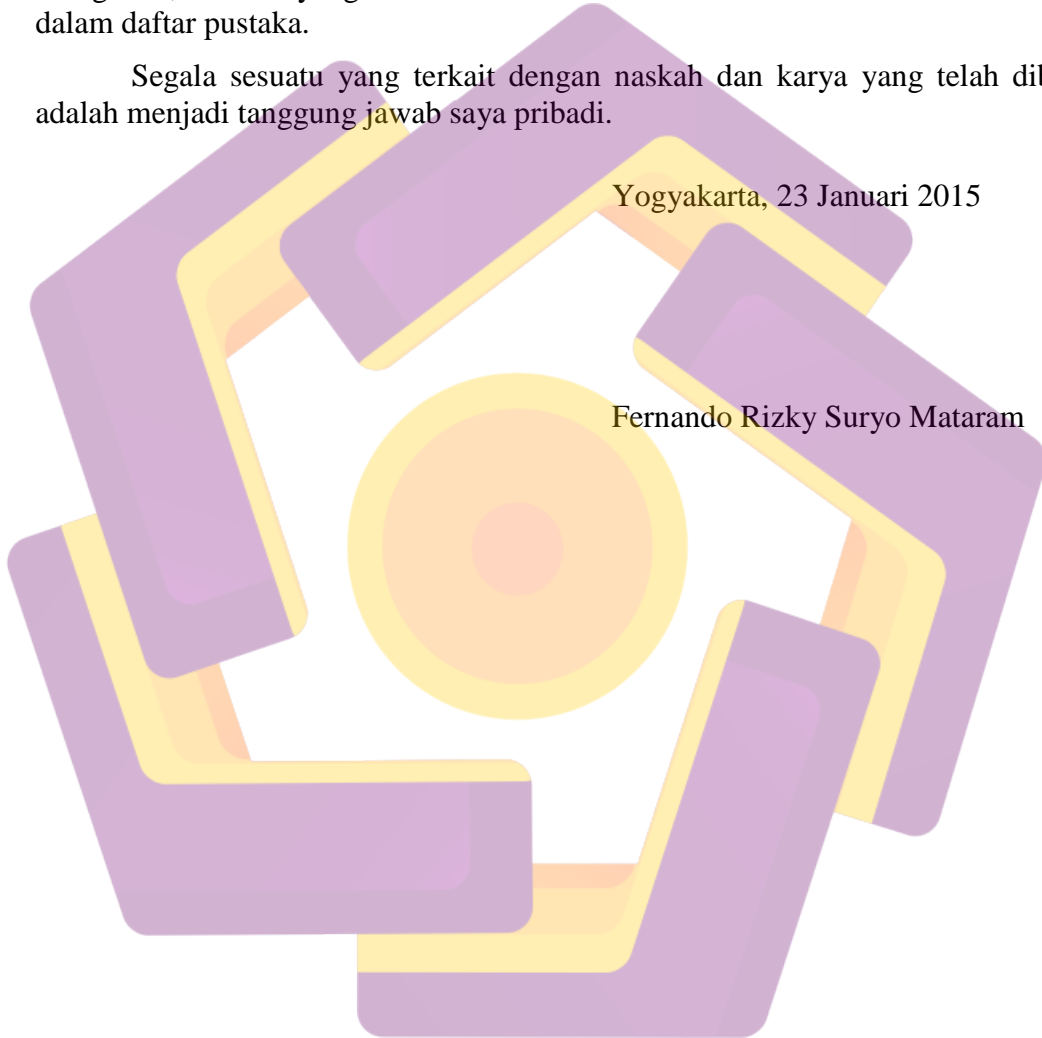 dalam daftar pustaka.
Segala sesuatu yang terkait dengan naskah dan karya yang telah
adalah menjadi tanggung jawab saya pribadi.
Yogyakarta, 23 Januari 2015
Fernando Rizky Suryo Mataram